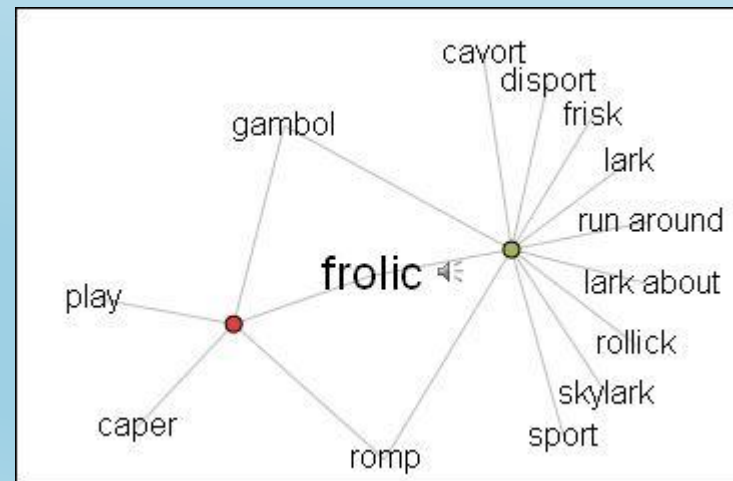 cavort
disport
gambol
frisk
lark
run around
frolic
lark about
play
rollick
skylark
caper
sport
romp